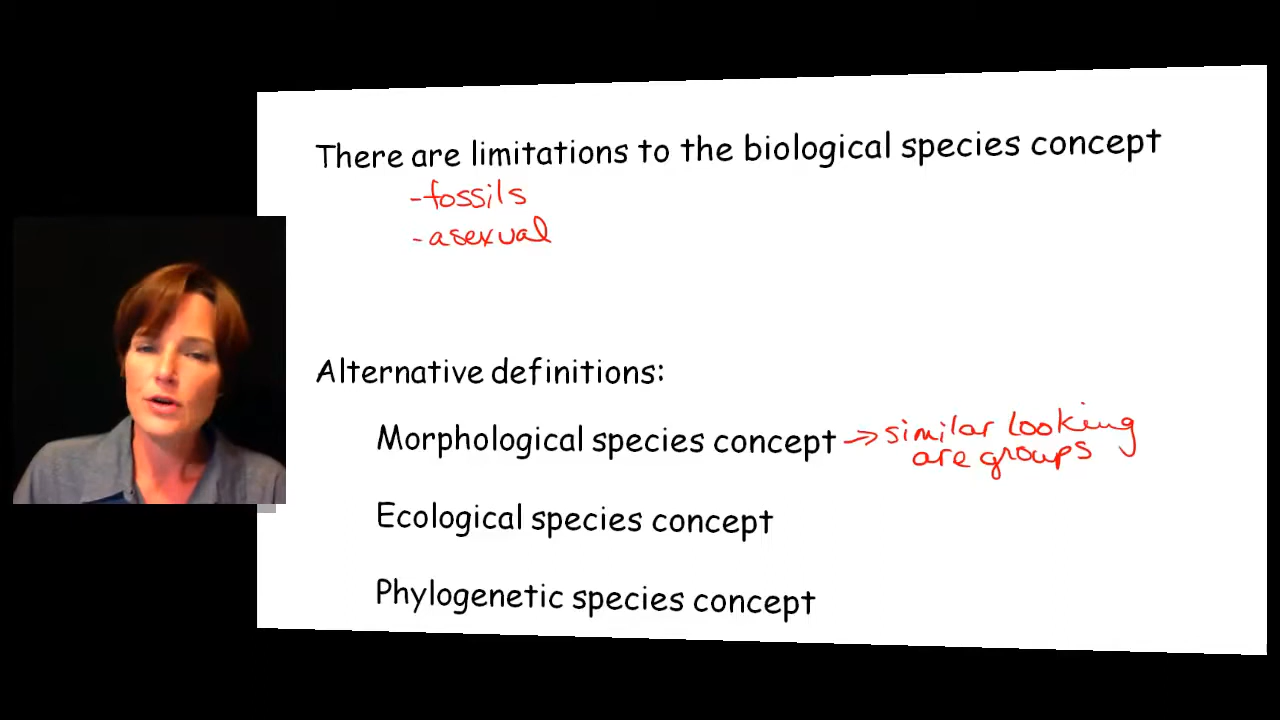 There are limitations to the biological species concept
-fossils
-asexual
Alternative definitions:
Morphological species concept → similar looking
are groups
Ecological species concept
Phylogenetic species concept